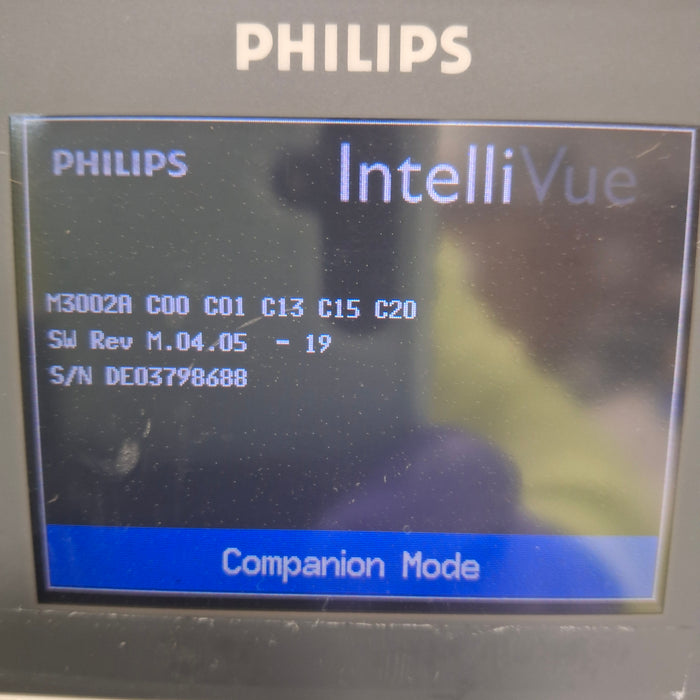 PHILIPS
PHILIPS IntelliVue
M3002A C00 C01 C13 C15 C20
SW Rev M.04.05 - 19
S/N DE03798688
Companion Mode